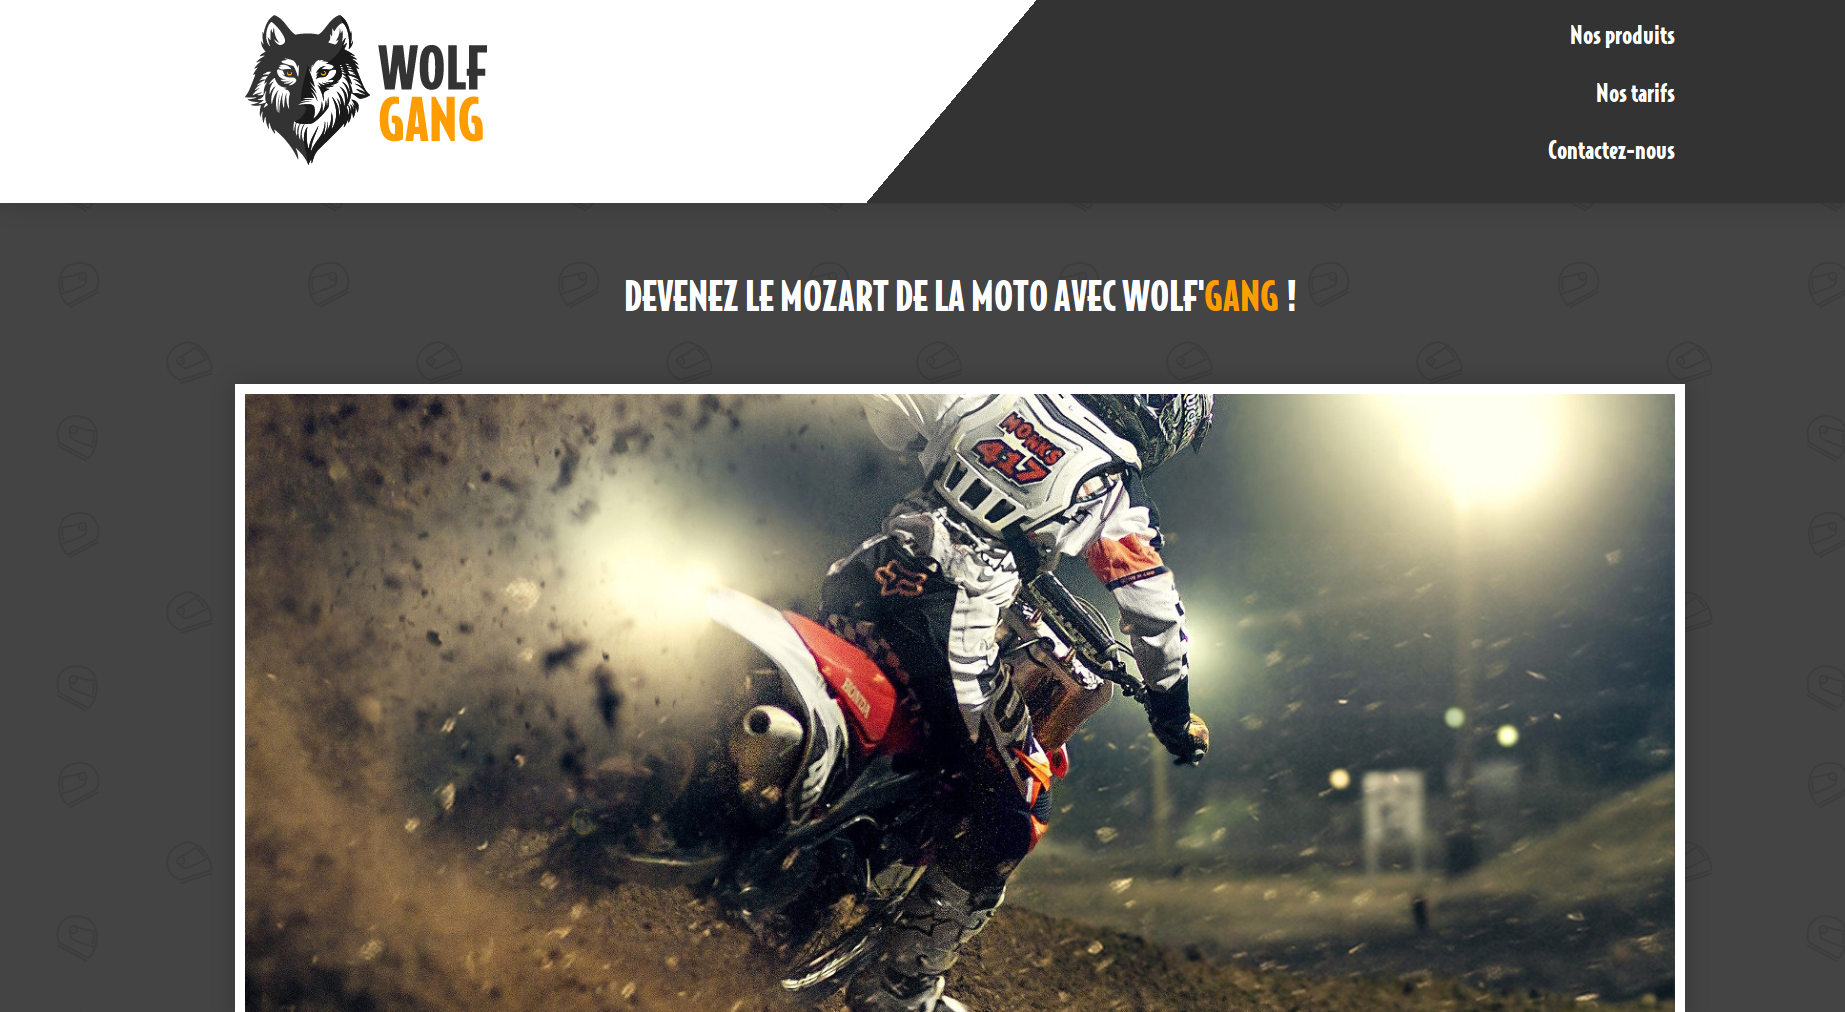 WOLF
GANG
Nos produits
Nos tarifs
Contactez-nous
DEVENEZ LE MOZART DE LA MOTO AVEC WOLF'GANG !
MONKS
417
HONDA